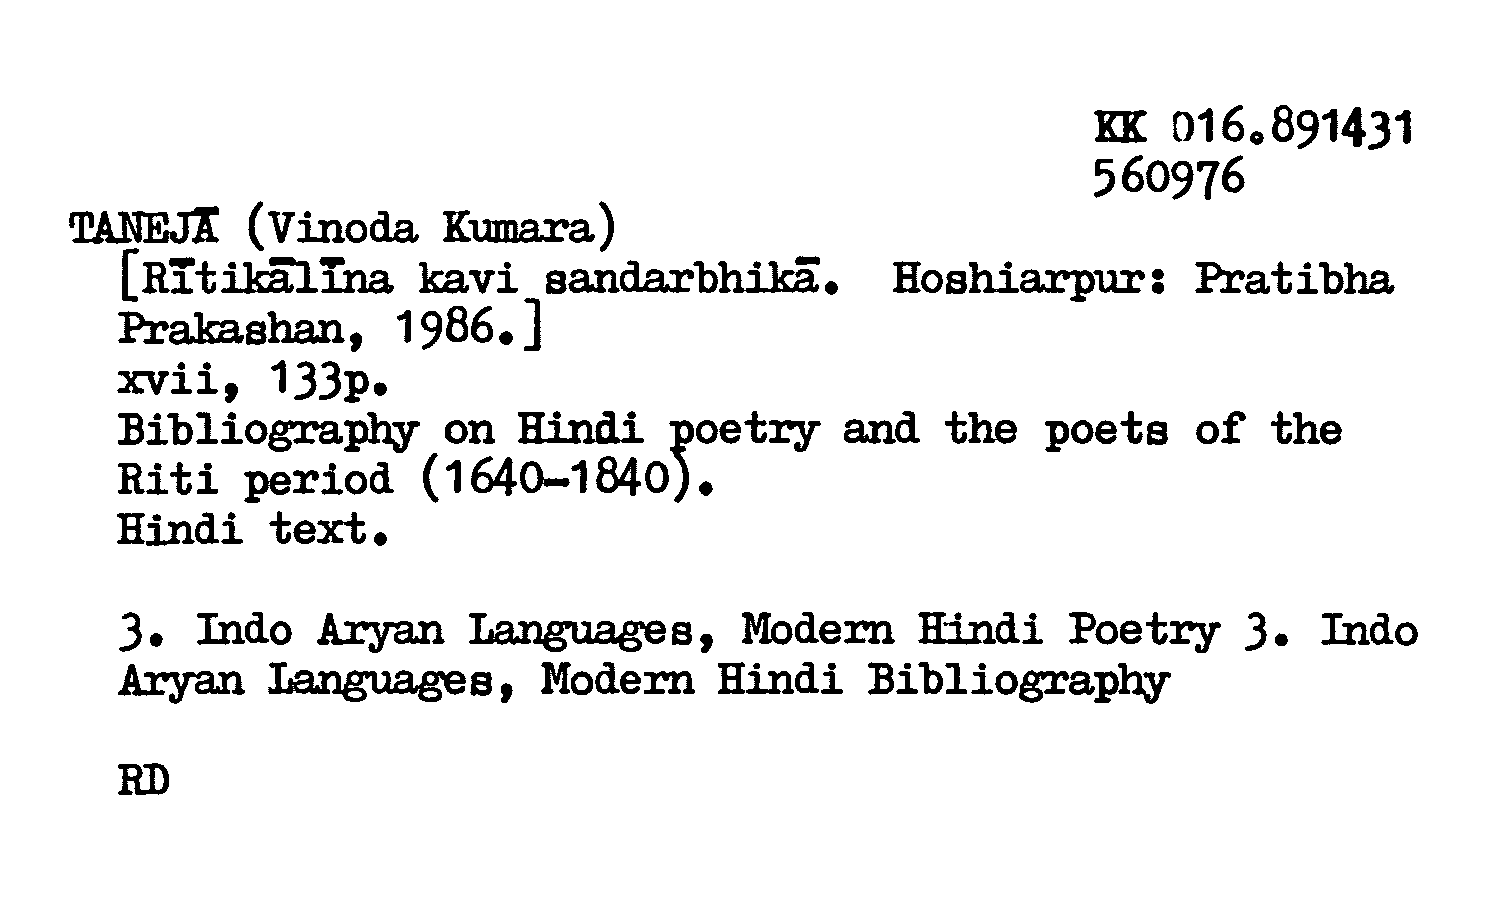 KK 016.891431
560976
TANEJĀ (Vinoda Kumara)
[Rītikālīna kavi sandarbhikā. Hoshiarpur: Pratibha
Prakashan, 1986.]
xvii, 133p.
Bibliography on Hindi poetry and the poets of the
Riti period (1640-1840).
Hindi text.
3. Indo Aryan Languages, Modern Hindi Poetry 3. Indo
Aryan Languages, Modern Hindi Bibliography
RD